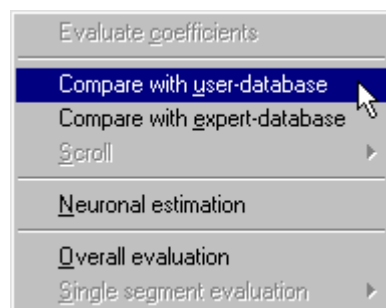 Evaluate coefficients
Compare with user-database
Compare with expert-database
Scroll
Neuronal estimation
Overall evaluation
Single segment evaluation